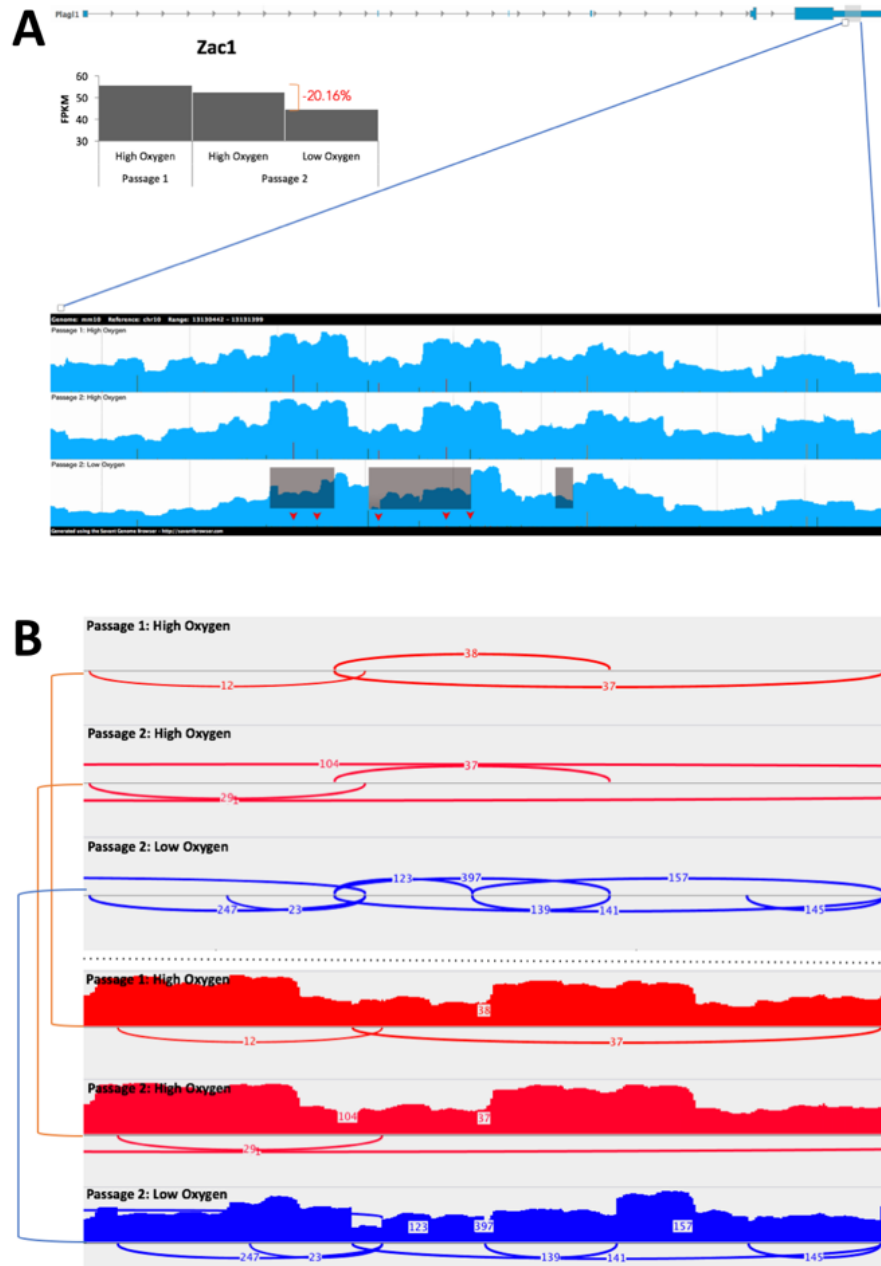 A
Plagl1
Zac1
60
50
40
30
FPKM
-20.16%
High Oxygen High Oxygen Low Oxygen
Passage 1 Passage 2
Genome: mm10 Reference: chr10 Range: 13130442 - 13131399
Passage 1: High Oxygen
Passage 2: High Oxygen
Passage 2: Low Oxygen
Generated using the Savant Genome Browser - http://savantbrowser.com
B
Passage 1: High Oxygen
38
12
37
Passage 2: High Oxygen
104
37
291
Passage 2: Low Oxygen
123 397 157
247 23 139 141 145
Passage 1: High Oxygen
38
12 37
Passage 2: High Oxygen
104 37
291
Passage 2: Low Oxygen
123 397 157
247 23 139 141 145